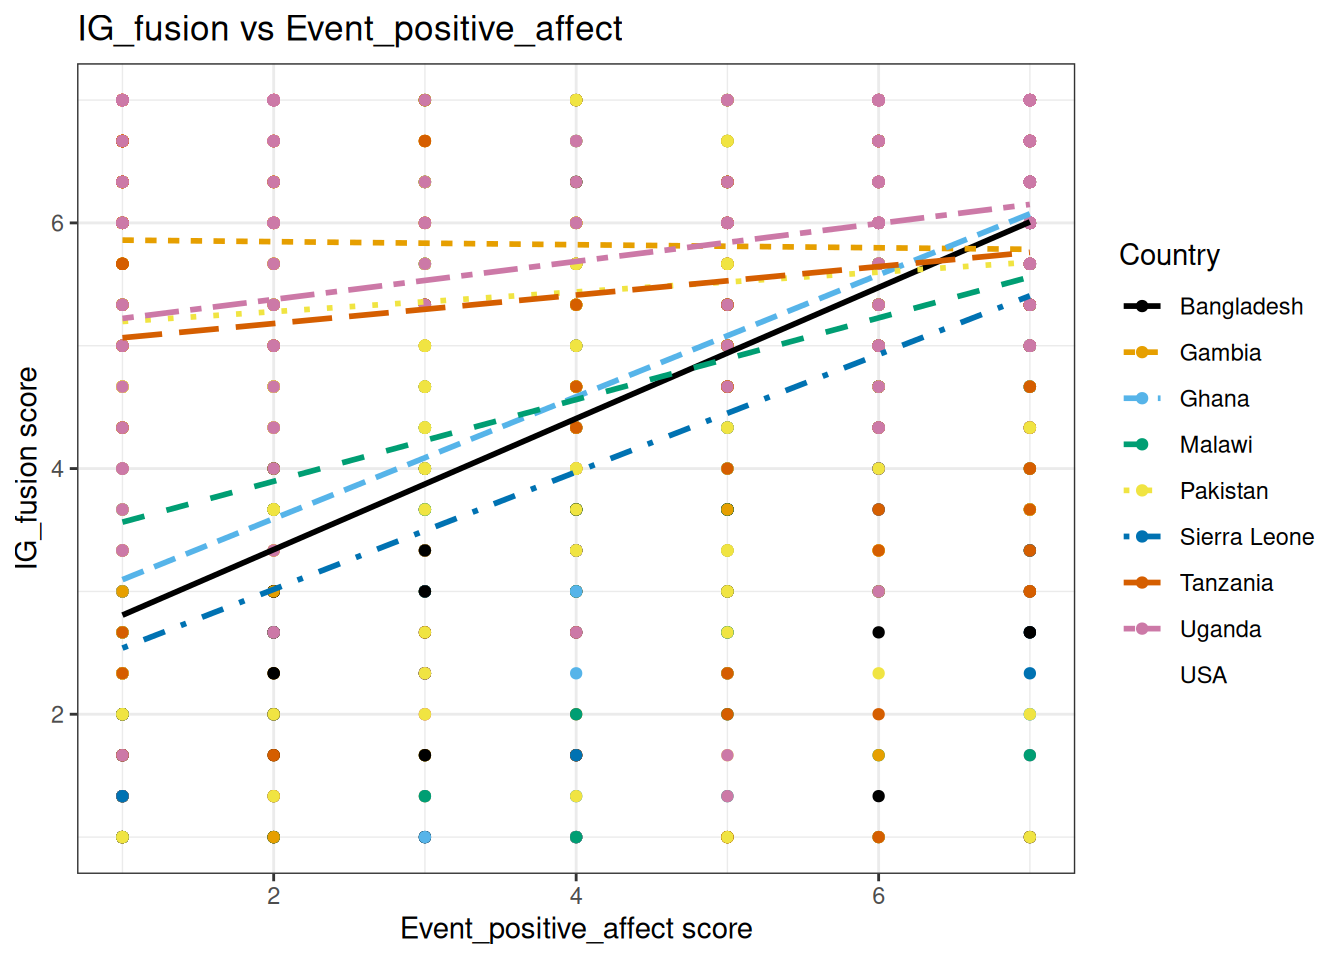 IG_fusion vs Event_positive_affect
IG_fusion score
6
4
2
2
4
6
Event_positive_affect score
Country
Bangladesh
Gambia
Ghana
Malawi
Pakistan
Sierra Leone
Tanzania
Uganda
USA